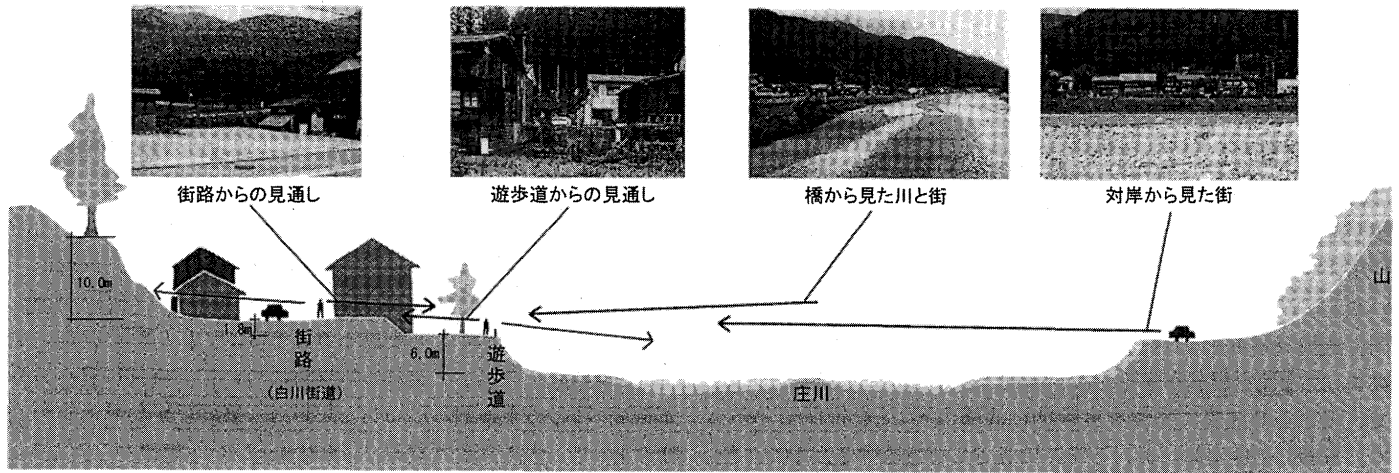 街路からの見通し
遊歩道からの見通し
橋から見た川と街
対岸から見た街
10.0m
1.8m
街路
(白川街道)
6.0m
遊歩道
庄川
山